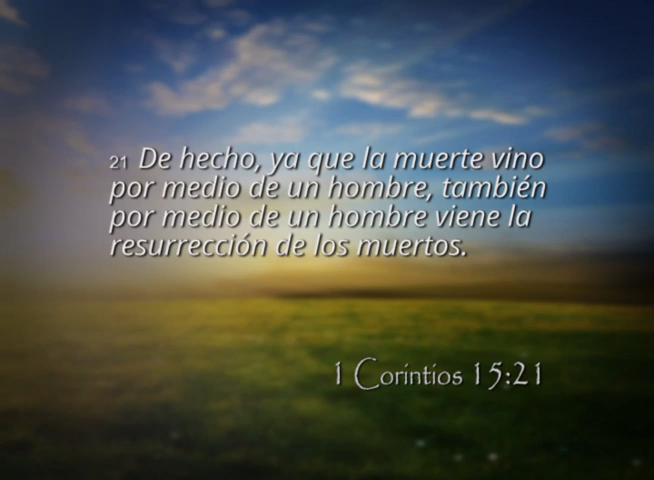 21 De hecho, ya que la muerte vino
por medio de un hombre, también
por medio de un hombre viene la
resurrección de los muertos.
1 Corintios 15:21